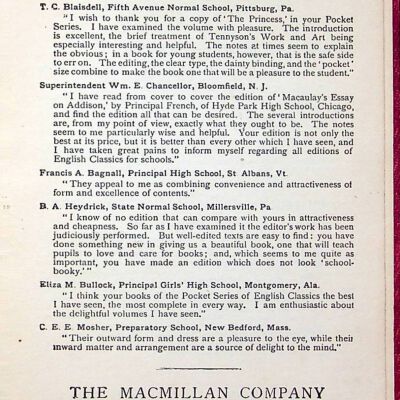 T. C. Blaisdell, Fifth Avenue Normal School, Pittsburg, Pa.
"I wish to thank you for a copy of 'The Princess,' in your Pocket
Series. I have examined the volume with pleasure. The introduction
is excellent, the brief treatment of Tennyson's Work and Art being
especially interesting and helpful. The notes at times seem to explain
the obvious; in a book for young students, however, that is the safe side
to err on. The editing, the clear type, the dainty binding, and the 'pocket'
size combine to make the book one that will be a pleasure to the student."
Superintendent Wm. E. Chancellor, Bloomfield, N. J.
"I have read from cover to cover the edition of 'Macaulay's Essay
on Addison,' by Principal French, of Hyde Park High School, Chicago,
and find the edition all that can be desired. The several introductions
are, from my point of view, exactly what they ought to be. The notes
seem to me particularly wise and helpful. Your edition is not only the
best at its price, but it is better than every other which I have seen, and
I have taken great pains to inform myself regarding all editions of
English Classics for schools."
Francis A. Bagnall, Principal High School, St Albans, Vt.
"They appeal to me as combining convenience and attractiveness of
form and excellence of contents."
B. A. Heydrick, State Normal School, Millersville, Pa
"I know of no edition that can compare with yours in attractiveness
and cheapness. So far as I have examined it the editor's work has been
judiciously performed. But well-edited texts are easy to find: you have
done something new in giving us a beautiful book, one that will teach
pupils to love and care for books; and, which seems to me quite as
important, you have made an edition which does not look 'school-
booky.'"
Eliza M. Bullock, Principal Girls' High School, Montgomery, Ala.
"I think your books of the Pocket Series of English Classics the best
I have seen, the most complete in every way. I am enthusiastic about
the delightful volumes I have seen."
C. E. E. Mosher, Preparatory School, New Bedford, Mass.
"Their outward form and dress are a pleasure to the eye, while their
inward matter and arrangement are a source of delight to the mind."
THE MACMILLAN COMPANY